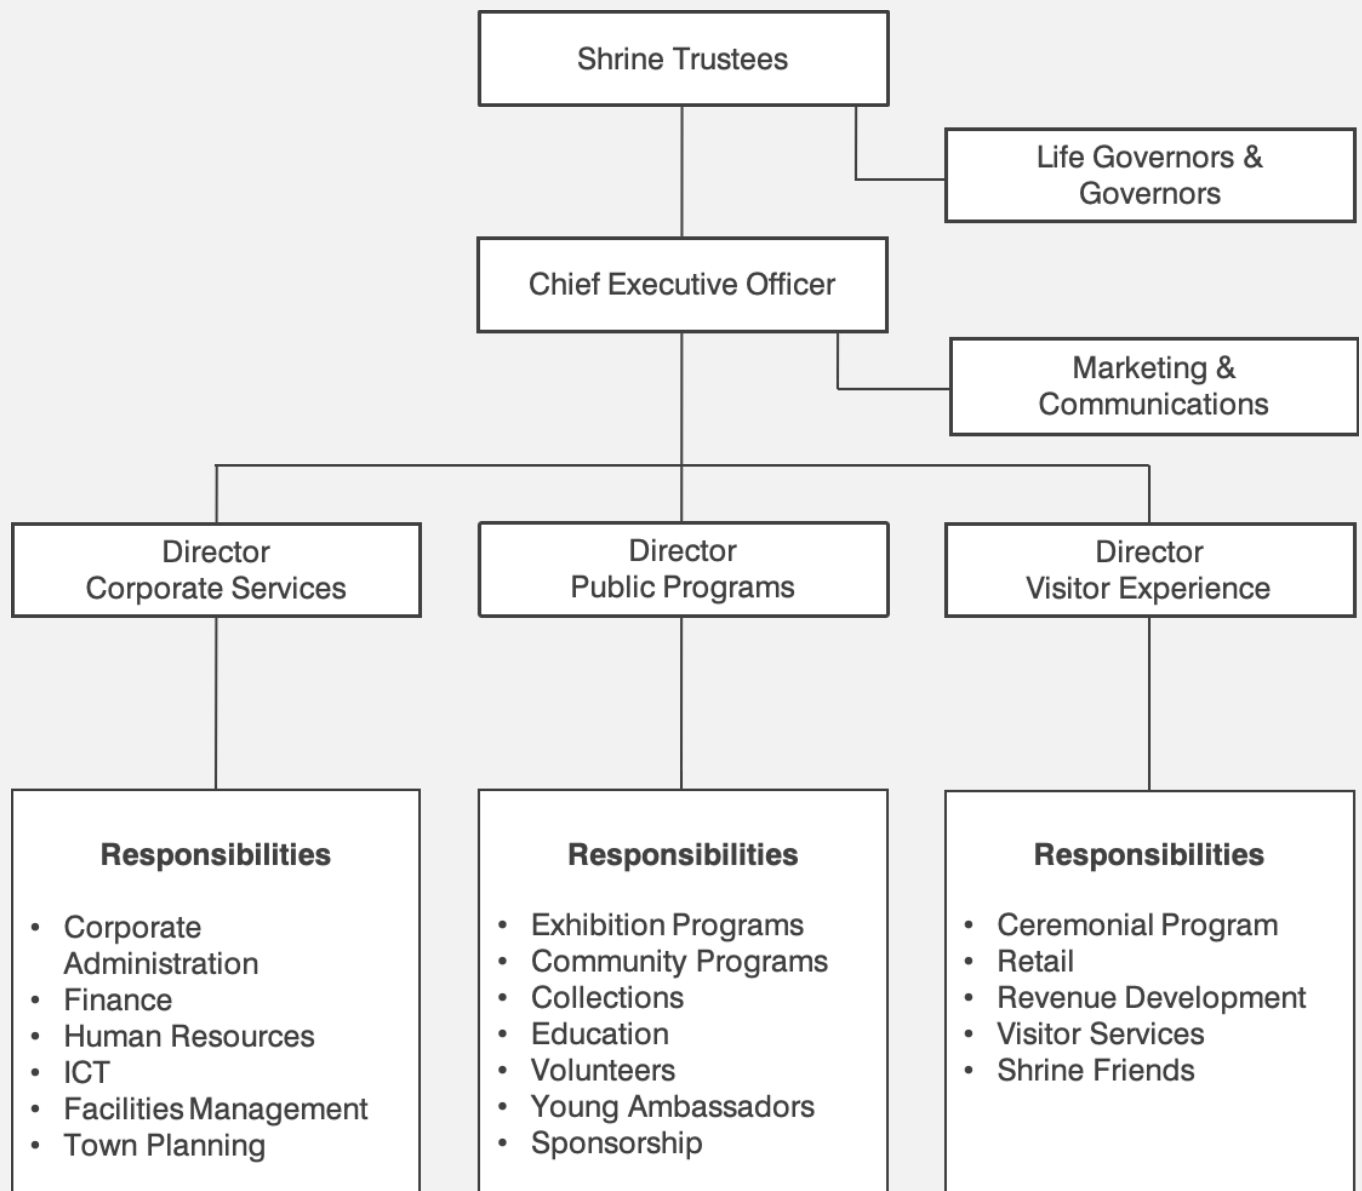 Shrine Trustees
Life Governors &
Governors
Chief Executive Officer
Marketing &
Communications
Director
Corporate Services
Director
Public Programs
Director
Visitor Experience
Responsibilities
• Corporate
Administration
• Finance
• Human Resources
• ICT
• Facilities Management
• Town Planning
Responsibilities
• Exhibition Programs
• Community Programs
• Collections
• Education
• Volunteers
• Young Ambassadors
• Sponsorship
Responsibilities
• Ceremonial Program
• Retail
• Revenue Development
• Visitor Services
• Shrine Friends